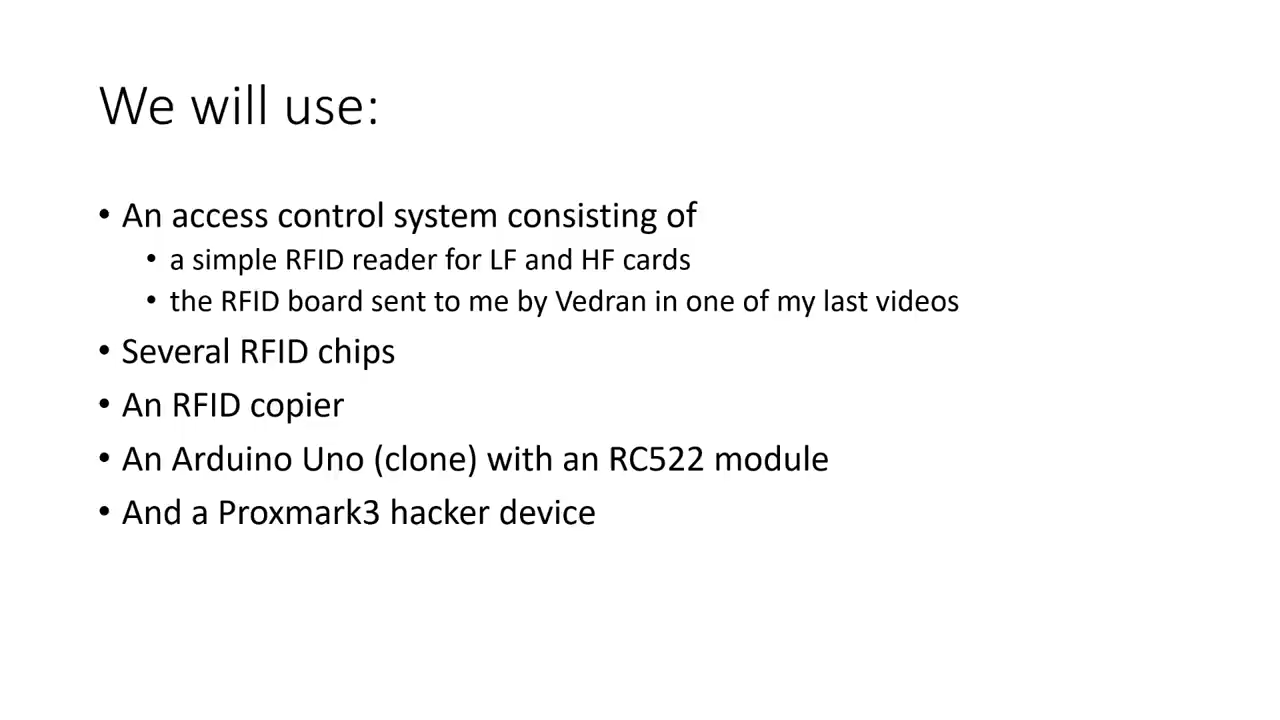 We will use:
• An access control system consisting of
• a simple RFID reader for LF and HF cards
• the RFID board sent to me by Vedran in one of my last videos
• Several RFID chips
• An RFID copier
• An Arduino Uno (clone) with an RC522 module
• And a Proxmark3 hacker device